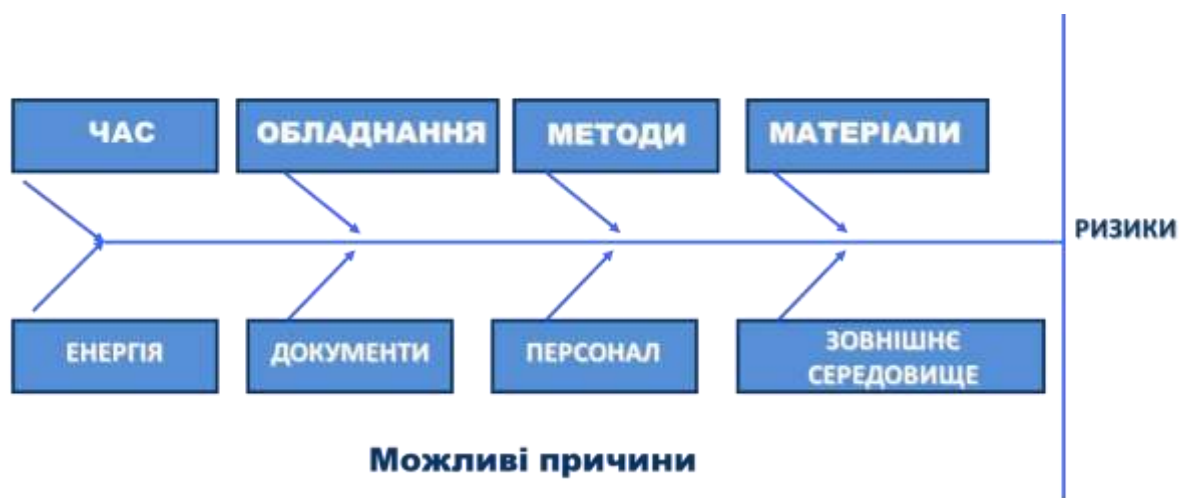 ЧАС
ОБЛАДНАННЯ
МЕТОДИ
МАТЕРІАЛИ
РИЗИКИ
ЕНЕРГІЯ
ДОКУМЕНТИ
ПЕРСОНАЛ
ЗОВНІШНЄ
СЕРЕДОВИЩЕ
Можливі причини